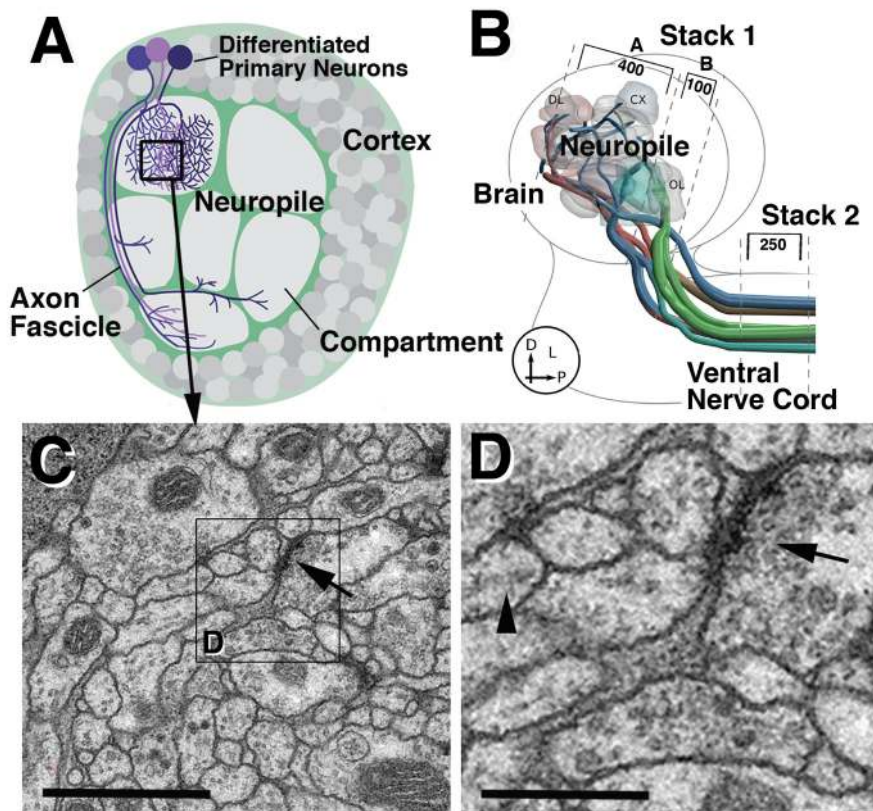 A
Differentiated
Primary Neurons
Cortex
Neuropile
Axon
Fascicle
Compartment
B
Stack 1
A
400
B
100
DL
CX
Neuropile
OL
Brain
Stack 2
250
D
L
P
Ventral
Nerve Cord
C
D
D